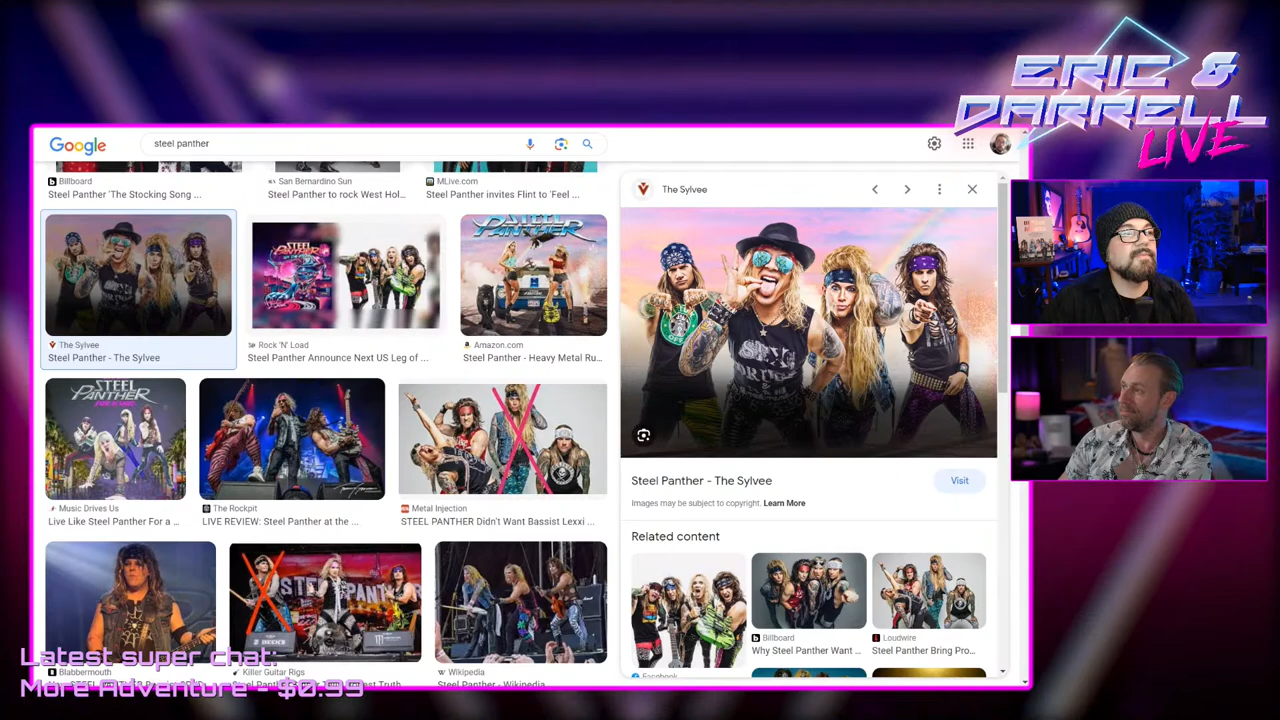 ERIC &
DARRELL
LIVE
Google
steel panther
Billboard
Steel Panther 'The Stocking Song ...
San Bernardino Sun
Steel Panther to rock West Hol...
MLive.com
Steel Panther invites Flint to 'Feel ...
The Sylvee
Steel Panther - The Sylvee
Rock 'N' Load
Steel Panther Announce Next US Leg of ...
STEEL
PANTHER
Amazon.com
Steel Panther - Heavy Metal Ru...
STEEL PANTHER
Music Drives Us
Live Like Steel Panther For a ...
The Rockpit
LIVE REVIEW: Steel Panther at the ...
Metal Injection
STEEL PANTHER Didn't Want Bassist Lexxi ...
Blabbermouth
Killer Guitar Rigs
Wikipedia
Steel Panther - Wikipedia
The Sylvee
Steel Panther - The Sylvee
Visit
Images may be subject to copyright. Learn More
Related content
Facebook
Billboard
Why Steel Panther Want ...
Loudwire
Steel Panther Bring Pro...
Latest super chat:
More Adventure - $0.99